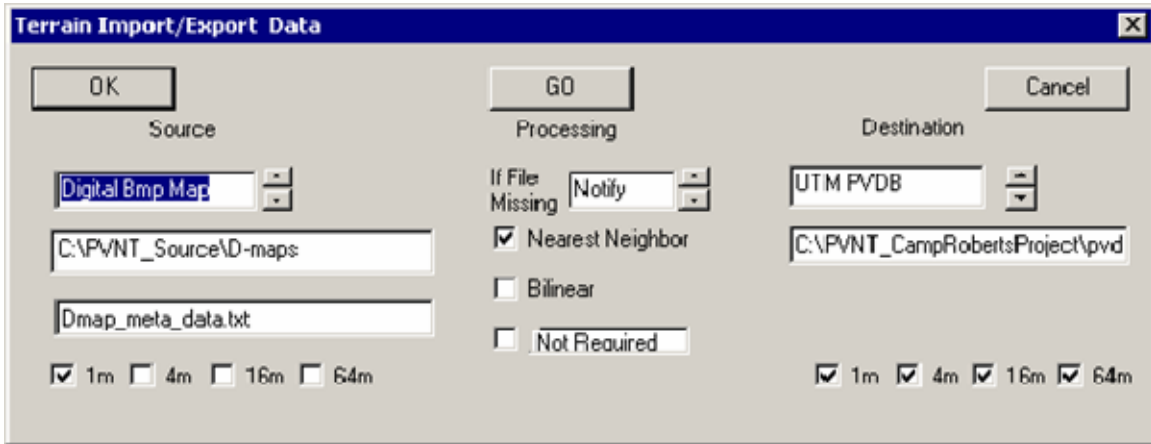 Terrain Import/Export Data
OK GO Cancel
Source Processing Destination
Digital Bmp Map If File Missing Notify UTM PVDB
C:\PVNT_Source\D-maps Nearest Neighbor C:\PVNT_CampRobertsProject\pvd
Bilinear
Dmap_meta_data.txt
Not Required
1m 4m 16m 64m 1m 4m 16m 64m